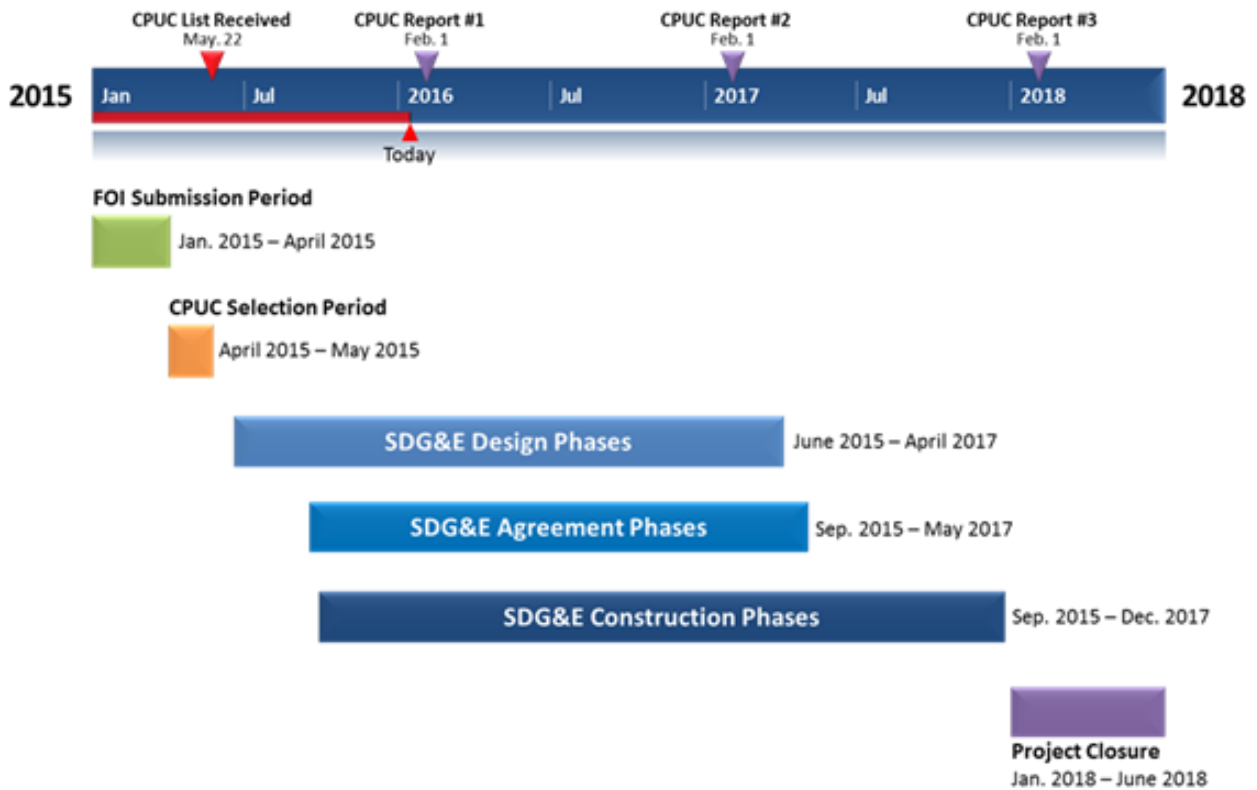 CPUC List Received
May. 22
CPUC Report #1
Feb. 1
CPUC Report #2
Feb. 1
CPUC Report #3
Feb. 1
2015
Jan
Jul
2016
Jul
2017
Jul
2018
2018
Today
FOI Submission Period
Jan. 2015 – April 2015
CPUC Selection Period
April 2015 – May 2015
SDG&E Design Phases
June 2015 – April 2017
SDG&E Agreement Phases
Sep. 2015 – May 2017
SDG&E Construction Phases
Sep. 2015 – Dec. 2017
Project Closure
Jan. 2018 – June 2018